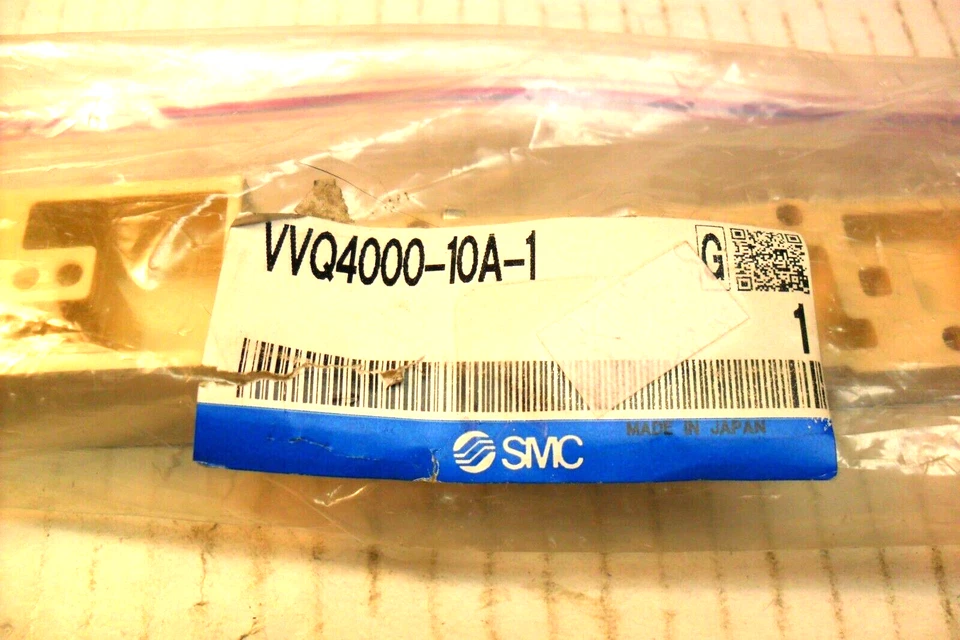 VVQ4000-10A-1
G
1
MADE IN JAPAN
SMC